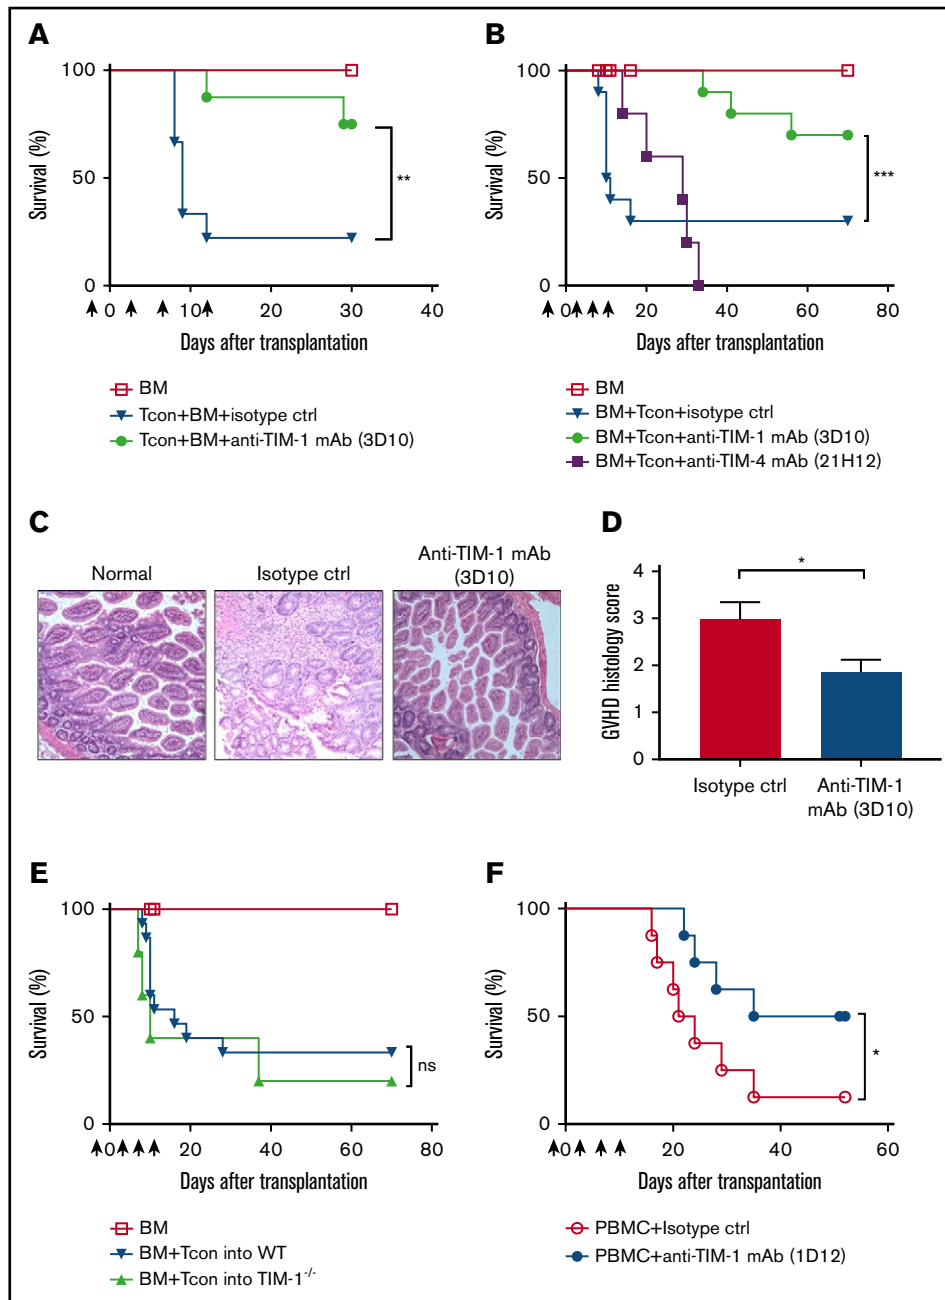 A
100
50
0
Survival (%)
**
0
10
20
30
40
Days after transplantation
BM
Tcon+BM+isotype ctrl
Tcon+BM+anti-TIM-1 mAb (3D10)
B
100
50
0
Survival (%)
***
0
20
40
60
80
Days after transplantation
BM
BM+Tcon+isotype ctrl
BM+Tcon+anti-TIM-1 mAb (3D10)
BM+Tcon+anti-TIM-4 mAb (21H12)
C
Normal
Isotype ctrl
Anti-TIM-1 mAb
(3D10)
D
4
3
2
1
0
GVHD histology score
*
Isotype ctrl
Anti-TIM-1
mAb (3D10)
E
100
50
0
Survival (%)
ns
0
20
40
60
80
Days after transplantation
BM
BM+Tcon into WT
BM+Tcon into TIM-1-/-
F
100
50
0
Survival (%)
*
0
20
40
60
Days after transpantation
PBMC+Isotype ctrl
PBMC+anti-TIM-1 mAb (1D12)